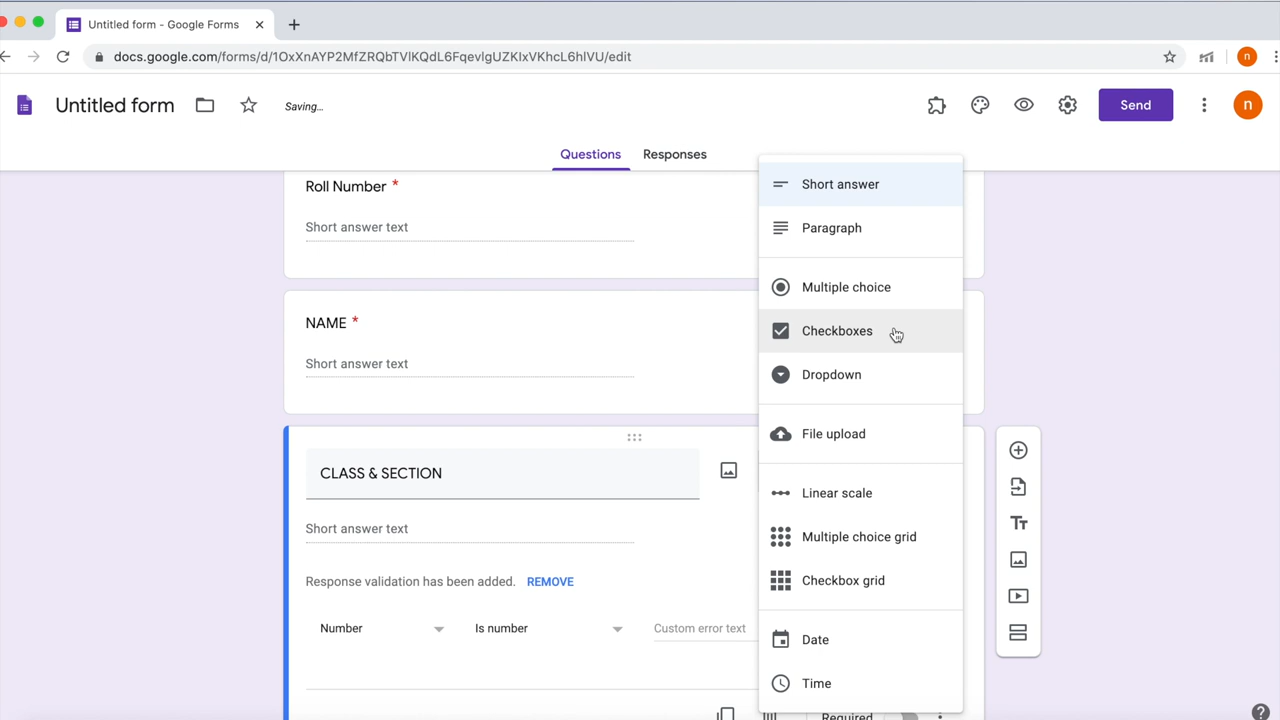 Untitled form - Google Forms
docs.google.com/forms/d/1OxXnAYP2MfZRQbTVlKQdL6FqevlgUZKIxVKhcL6hIVU/edit
n
Untitled form
Saving...
Send
n
Questions
Responses
Roll Number *
Short answer text
NAME *
Short answer text
CLASS & SECTION
Short answer text
Response validation has been added. REMOVE
Number
Is number
Custom error text
Required
Short answer
Paragraph
Multiple choice
Checkboxes
Dropdown
File upload
Linear scale
Multiple choice grid
Checkbox grid
Date
Time
Tт